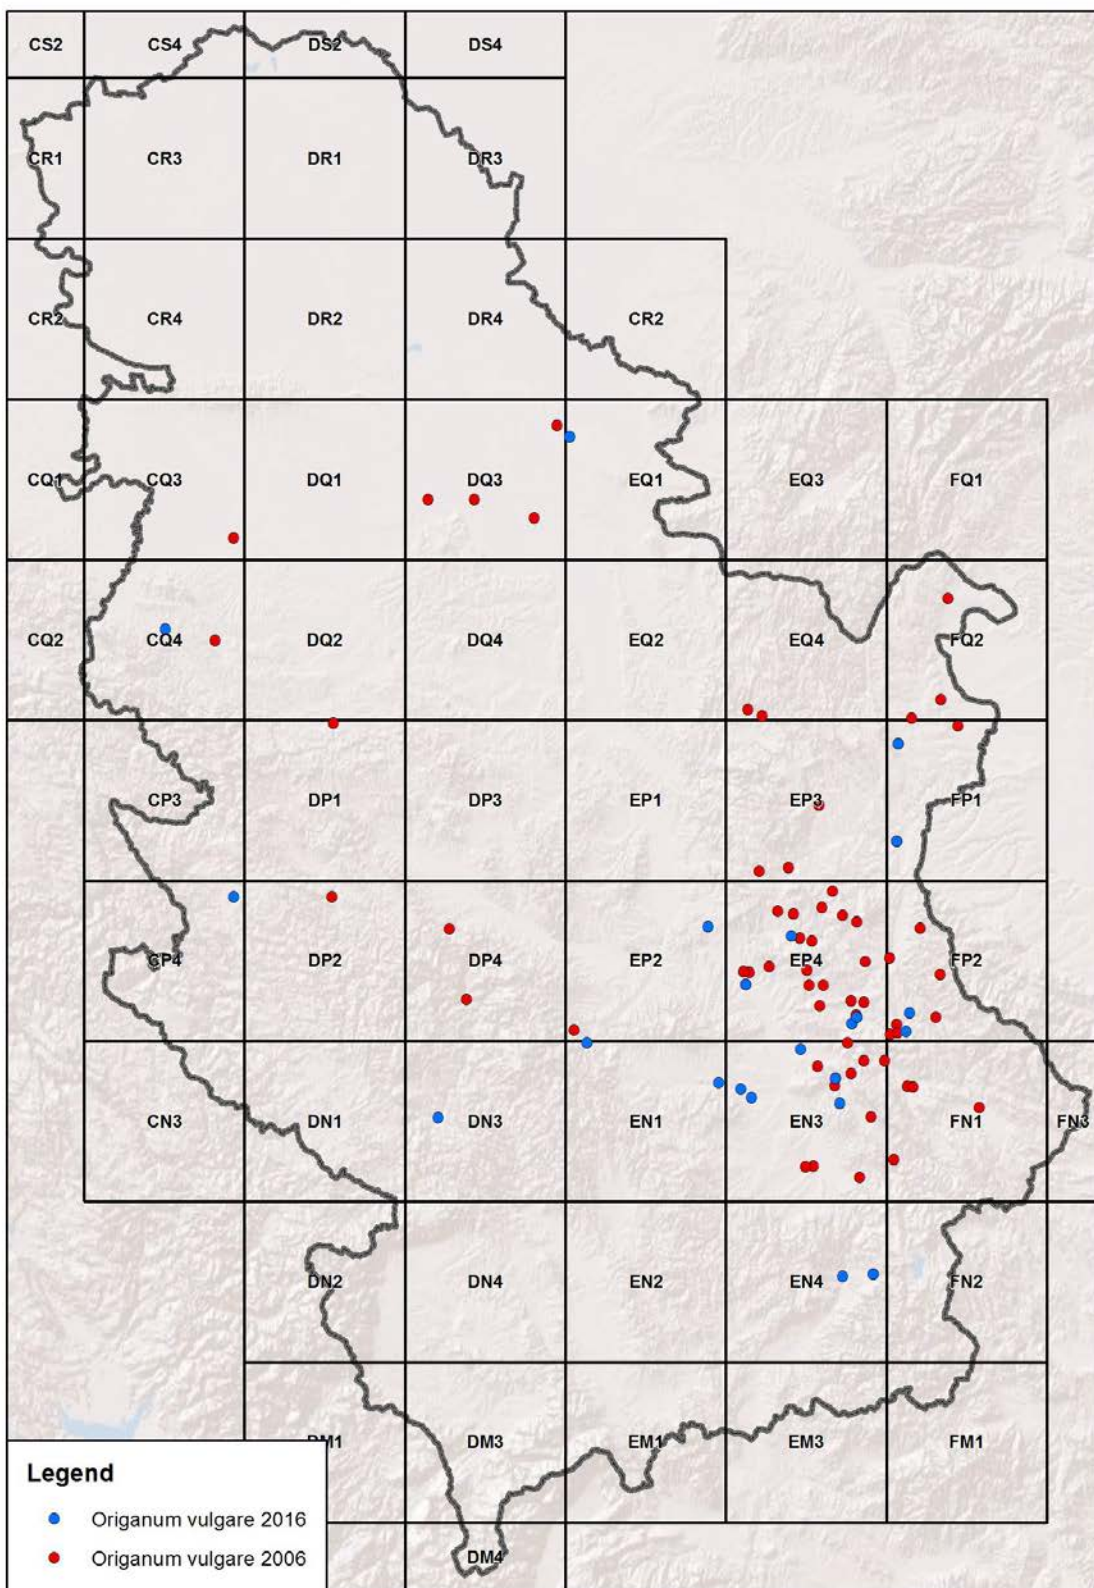 CS2 CS4 DS2 DS4
CR1 CR3 DR1 DR3
CR2 CR4 DR2 DR4 CR2
CQ1 CQ3 DQ1 DQ3 EQ1 EQ3 FQ1
CQ2 CQ4 DQ2 DQ4 EQ2 EQ4 FQ2
CP3 DP1 DP3 EP1 EP3 FP1
CP4 DP2 DP4 EP2 EP4 FP2
CN3 DN1 DN3 EN1 EN3 FN1 FN3
DN2 DN4 EN2 EN4 FN2
DM1 DM3 EM1 EM3 FM1
Legend
Origanum vulgare 2016
Origanum vulgare 2006
DM4